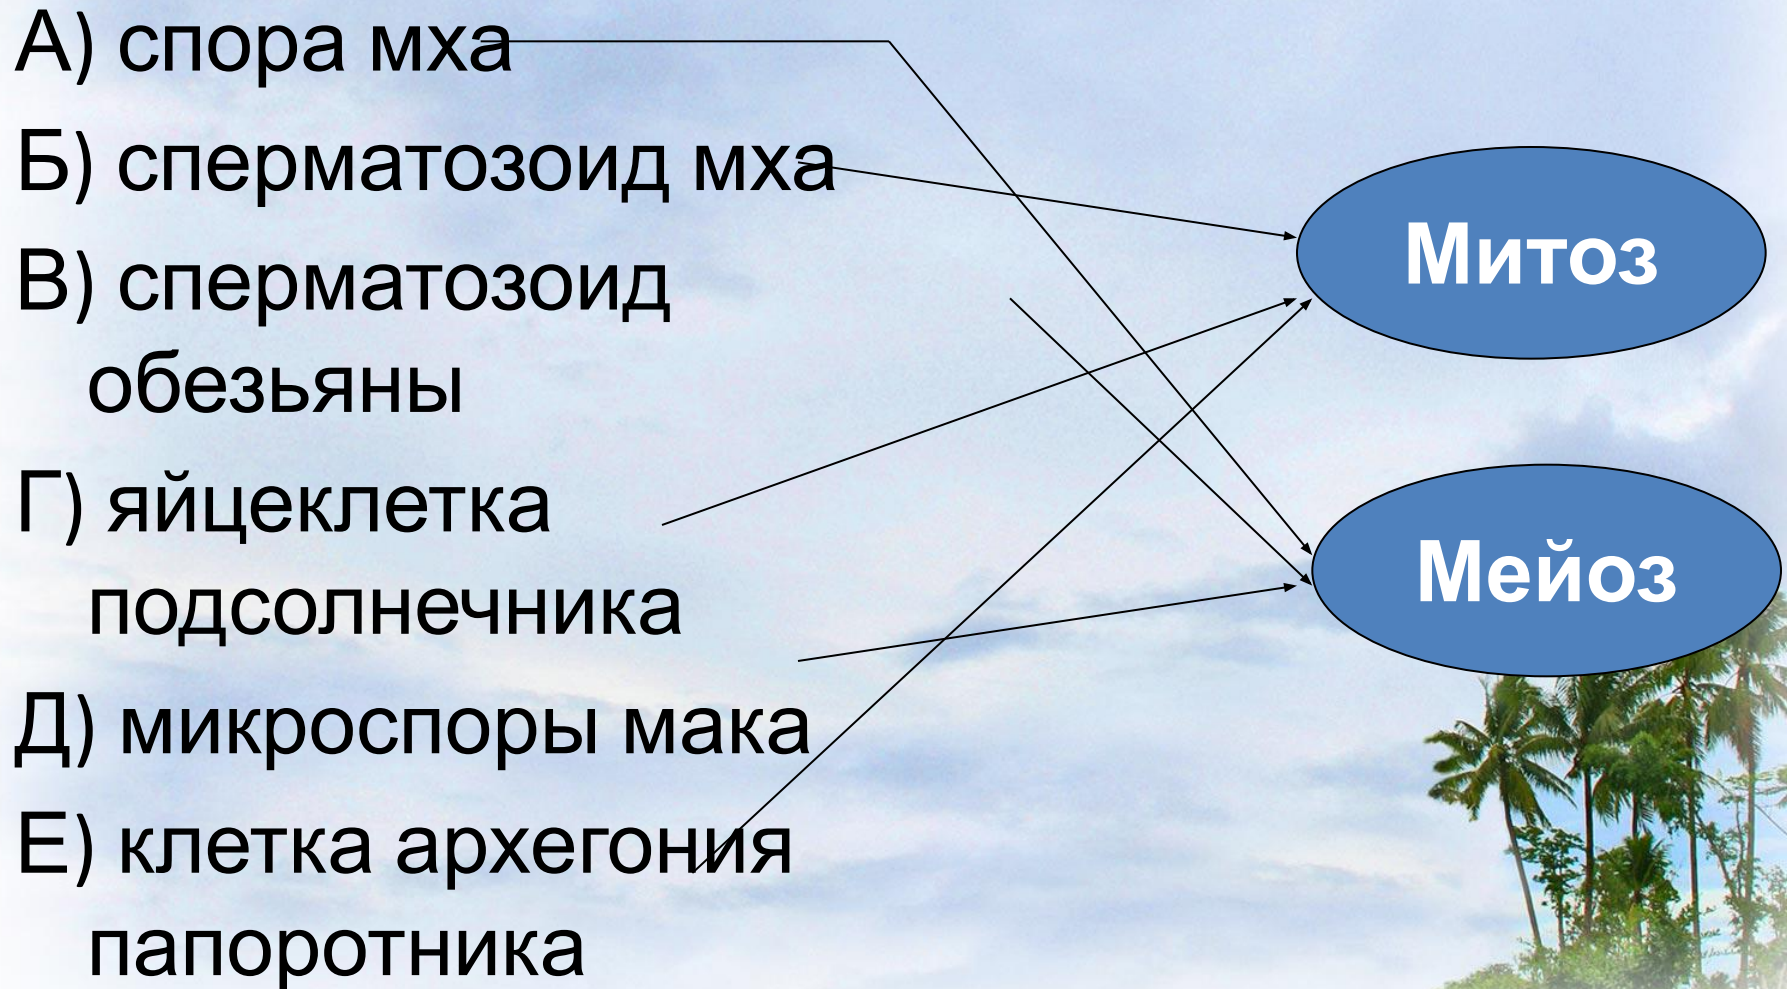 А) спора мха
Б) сперматозоид мха
В) сперматозоид
обезьяны
Г) яйцеклетка
подсолнечника
Д) микроспоры мака
Е) клетка архегония
папоротника
Митоз
Мейоз